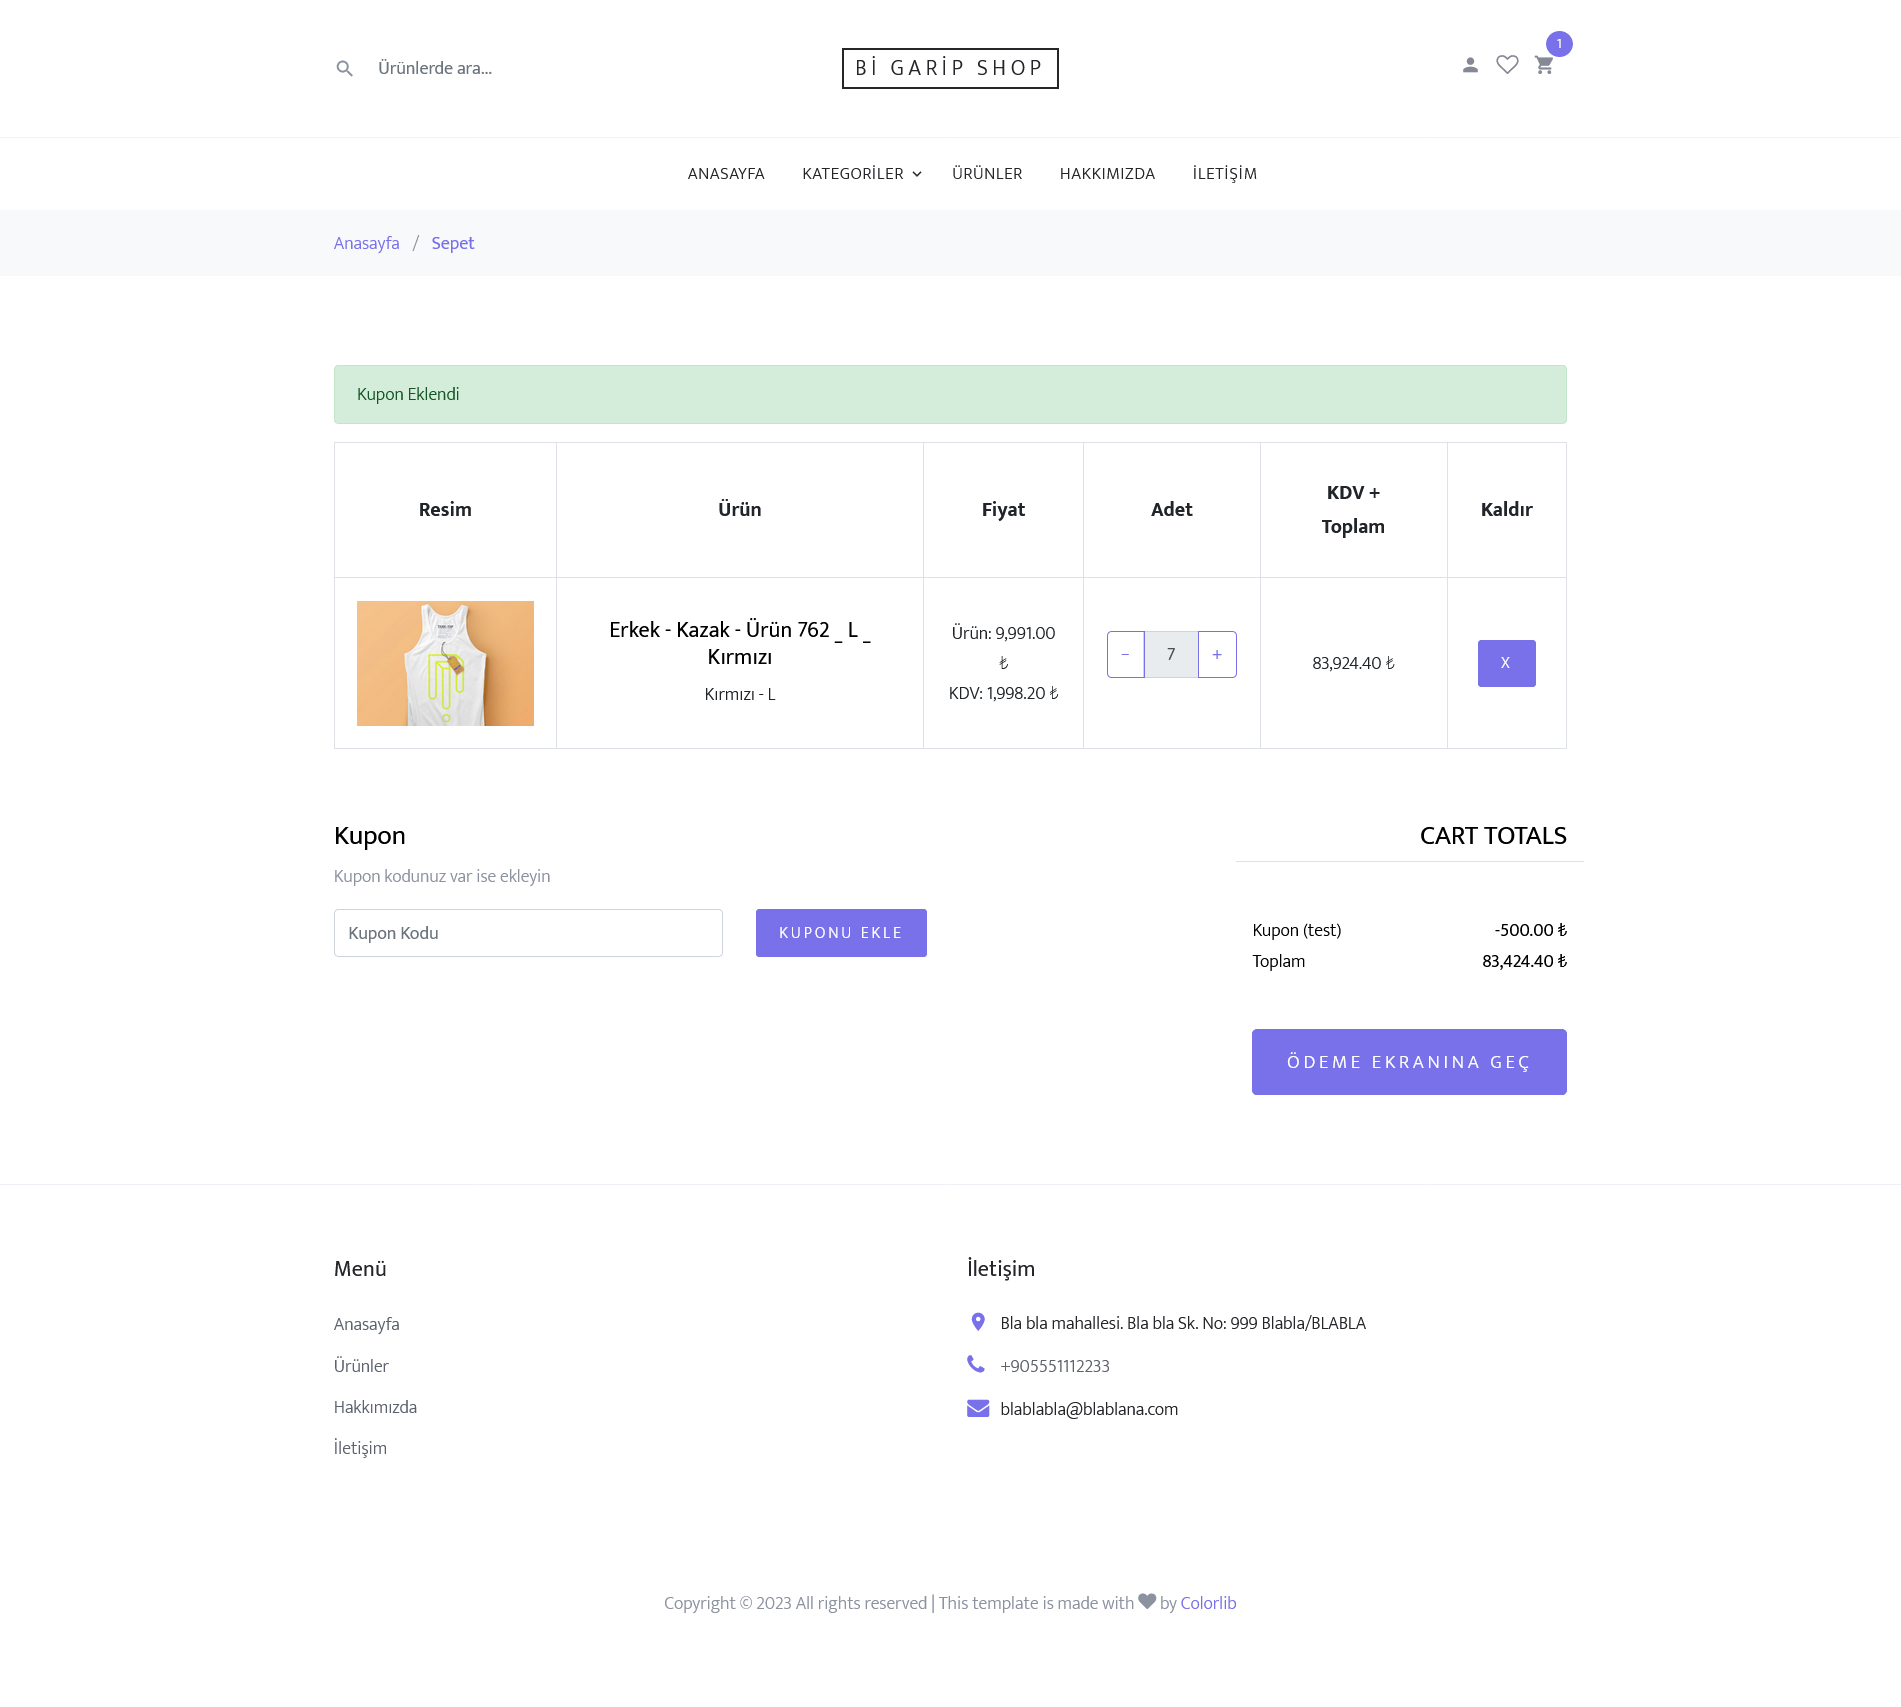 Ürünlerde ara...
Bİ GARİP SHOP
1
ANASAYFA KATEGORİLER ÜRÜNLER HAKKIMIZDA İLETİŞİM
Anasayfa / Sepet
Kupon Eklendi
Resim Ürün Fiyat Adet KDV + Toplam Kaldır
Erkek - Kazak - Ürün 762 _ L _
Kırmızı
Kırmızı - L
Ürün: 9,991.00
₺
KDV: 1,998.20 ₺
− 7 +
83,924.40 ₺
X
Kupon
Kupon kodunuz var ise ekleyin
Kupon Kodu
KUPONU EKLE
CART TOTALS
Kupon (test) -500.00 ₺
Toplam 83,424.40 ₺
ÖDEME EKRANINA GEÇ
Menü
Anasayfa
Ürünler
Hakkımızda
İletişim
İletişim
Bla bla mahallesi. Bla bla Sk. No: 999 Blabla/BLABLA
+905551112233
blablabla@blablana.com
Copyright © 2023 All rights reserved | This template is made with by Colorlib